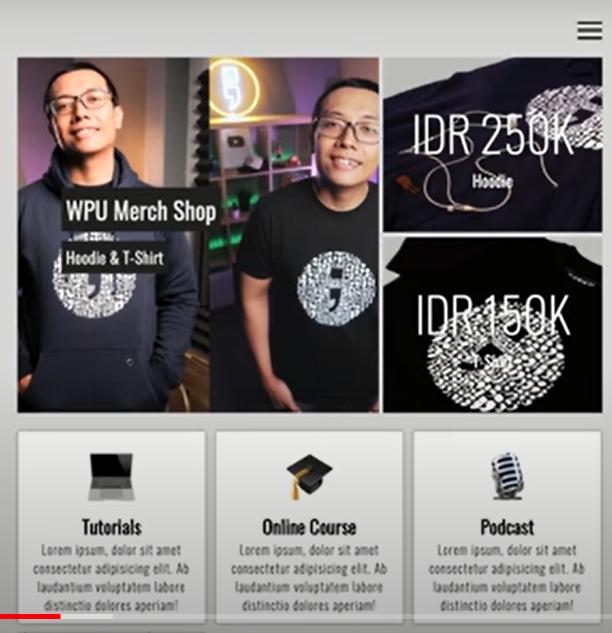 WPU Merch Shop
Hoodie & T-Shirt
IDR 250K
Hoodie
IDR 150K
Tutorials
Lorem ipsum, dolor sit amet
consectetur adipisicing elit. Ab
laudantium voluptatem labore
distinctio dolores aperiam!
Online Course
Lorem ipsum, dolor sit amet
consectetur adipisicing elit. Ab
laudantium voluptatem labore
distinctio dolores aperiam!
Podcast
Lorem ipsum, dolor sit amet
consectetur adipisicing elit. Ab
laudantium voluptatem labore
distinctio dolores aperiam!